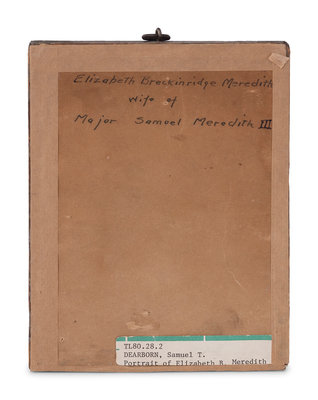 Elizabeth Breckinridge Meredith
Wife of
Major Samuel Meredith III
TL80.28.2
DEARBORN, Samuel T.
Portrait of Elizabeth B. Meredith